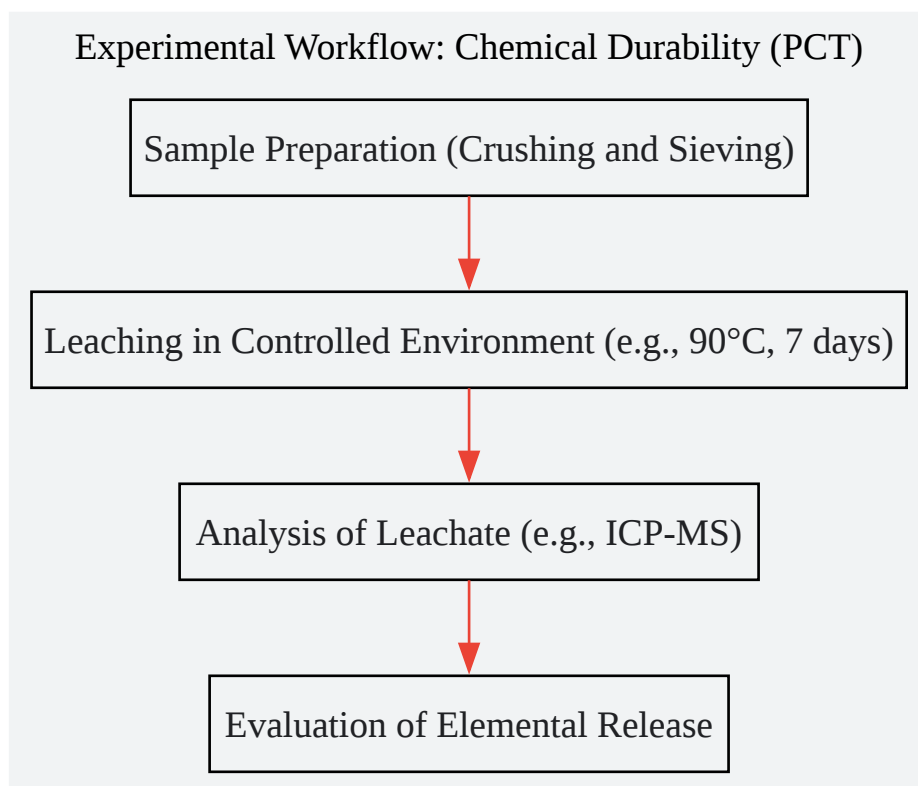 Experimental Workflow: Chemical Durability (PCT)
Sample Preparation (Crushing and Sieving)
Leaching in Controlled Environment (e.g., 90°C, 7 days)
Analysis of Leachate (e.g., ICP-MS)
Evaluation of Elemental Release